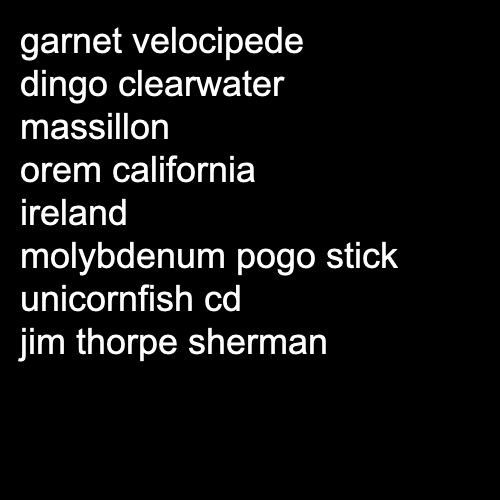 garnet velocipede
dingo clearwater
massillon
orem california
ireland
molybdenum pogo stick
unicornfish cd
jim thorpe sherman